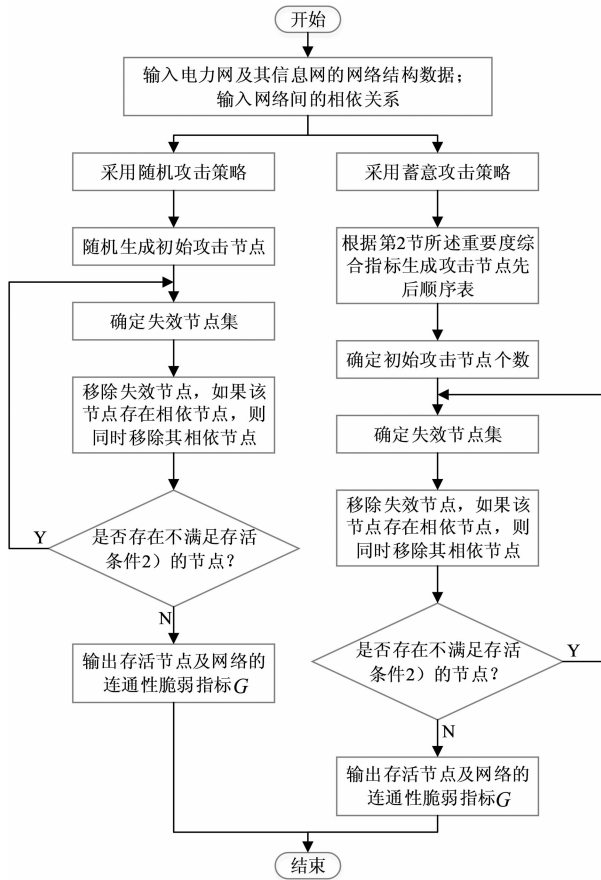 开始
输入电力网及其信息网的网络结构数据；
输入网络间的相依关系
采用随机攻击策略
随机生成初始攻击节点
确定失效节点集
移除失效节点，如果该
节点存在相依节点，则
同时移除其相依节点
Y
是否存在不满足存活
条件2）的节点？
N
输出存活节点及网络的
连通性脆弱指标G
采用蓄意攻击策略
根据第2节所述重要度综
合指标生成攻击节点先
后顺序表
确定初始攻击节点个数
确定失效节点集
移除失效节点，如果该
节点存在相依节点，则
同时移除其相依节点
是否存在不满足存活
条件2）的节点？
Y
N
输出存活节点及网络的
连通性脆弱指标G
结束